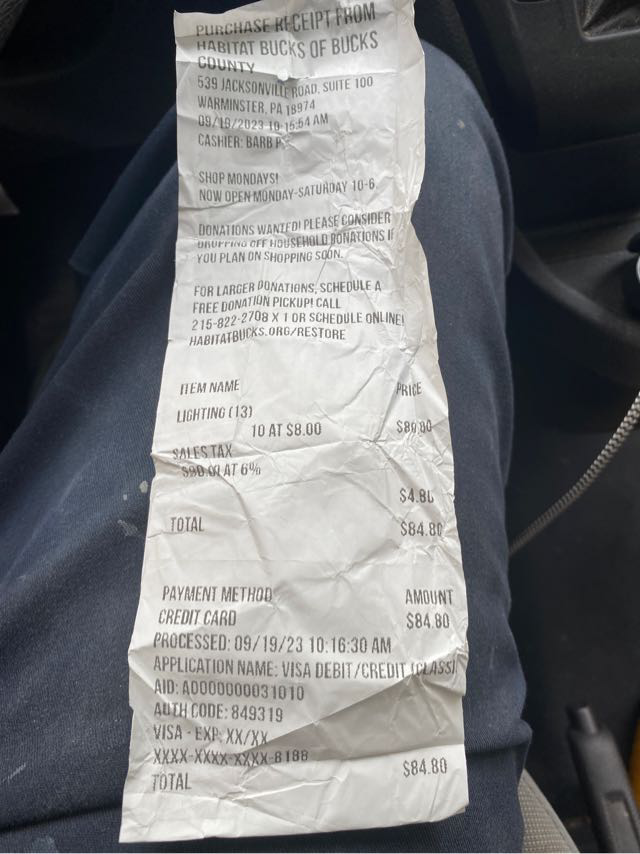 PURCHASE RECEIPT FROM
HABITAT BUCKS OF BUCKS
COUNTY
539 JACKSONVILLE ROAD, SUITE 100
WARMINSTER, PA 18974
09/19/2023 10:15:54 AM
CASHIER: BARB P
SHOP MONDAYS!
NOW OPEN MONDAY-SATURDAY 10-6
DONATIONS WANTED! PLEASE CONSIDER
DROPPING OFF HOUSEHOLD DONATIONS IF
YOU PLAN ON SHOPPING SOON.
FOR LARGER DONATIONS, SCHEDULE A
FREE DONATION PICKUP! CALL
215-822-2708 X 1 OR SCHEDULE ONLINE!
HABITATBUCKS.ORG/RESTORE
ITEM NAME PRICE
LIGHTING (13)
10 AT $8.00 $80.00
SALES TAX
$80.00 AT 6%
$4.80
TOTAL $84.80
PAYMENT METHOD AMOUNT
CREDIT CARD $84.80
PROCESSED: 09/19/23 10:16:30 AM
APPLICATION NAME: VISA DEBIT/CREDIT (CLASSI
AID: A0000000031010
AUTH CODE: 849319
VISA - EXP: XX/XX
XXXX-XXXX-XXXX-8188
TOTAL $84.80